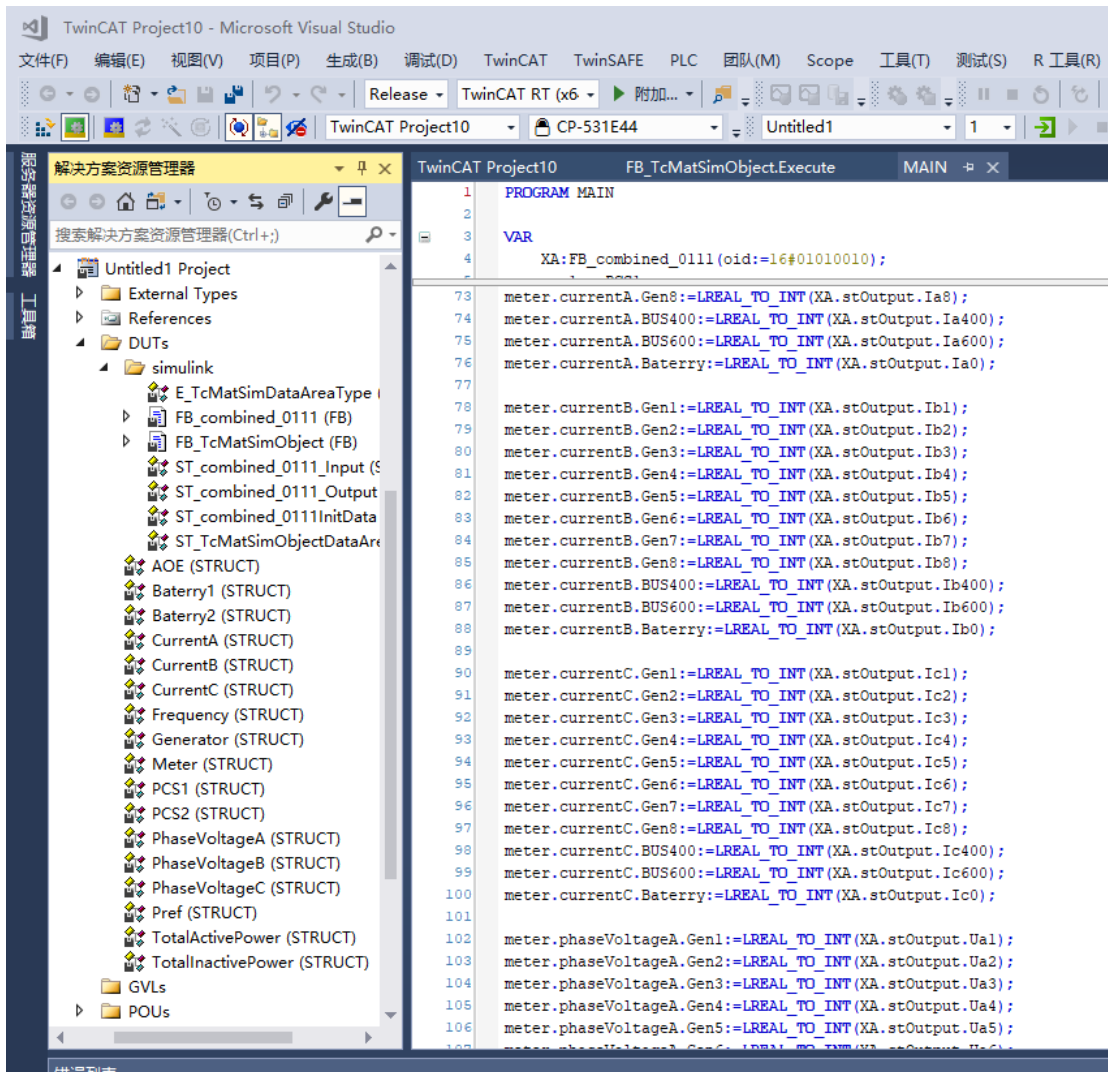 TwinCAT Project10 - Microsoft Visual Studio
文件(F) 编辑(E) 视图(V) 项目(P) 生成(B) 调试(D) TwinCAT TwinSAFE PLC 团队(M) Scope 工具(T) 测试(S) R 工具(R)
Release TwinCAT RT (x6 附加...
TwinCAT Project10 CP-531E44 Untitled1 1
服务器资源管理器
工具箱
解决方案资源管理器
搜索解决方案资源管理器(Ctrl+;)
Untitled1 Project
External Types
References
DUTs
simulink
E_TcMatSimDataAreaType (
FB_combined_0111 (FB)
FB_TcMatSimObject (FB)
ST_combined_0111_Input (S
ST_combined_0111_Output
ST_combined_0111InitData
ST_TcMatSimObjectDataAre
AOE (STRUCT)
Baterry1 (STRUCT)
Baterry2 (STRUCT)
CurrentA (STRUCT)
CurrentB (STRUCT)
CurrentC (STRUCT)
Frequency (STRUCT)
Generator (STRUCT)
Meter (STRUCT)
PCS1 (STRUCT)
PCS2 (STRUCT)
PhaseVoltageA (STRUCT)
PhaseVoltageB (STRUCT)
PhaseVoltageC (STRUCT)
Pref (STRUCT)
TotalActivePower (STRUCT)
TotalInactivePower (STRUCT)
GVLs
POUs
TwinCAT Project10 FB_TcMatSimObject.Execute MAIN
1 PROGRAM MAIN
2
3 VAR
4 XA:FB_combined_0111(oid:=16#01010010);
73 meter.currentA.Gen8:=LREAL_TO_INT(XA.stOutput.Ia8);
74 meter.currentA.BUS400:=LREAL_TO_INT(XA.stOutput.Ia400);
75 meter.currentA.BUS600:=LREAL_TO_INT(XA.stOutput.Ia600);
76 meter.currentA.Baterry:=LREAL_TO_INT(XA.stOutput.Ia0);
77
78 meter.currentB.Gen1:=LREAL_TO_INT(XA.stOutput.Ib1);
79 meter.currentB.Gen2:=LREAL_TO_INT(XA.stOutput.Ib2);
80 meter.currentB.Gen3:=LREAL_TO_INT(XA.stOutput.Ib3);
81 meter.currentB.Gen4:=LREAL_TO_INT(XA.stOutput.Ib4);
82 meter.currentB.Gen5:=LREAL_TO_INT(XA.stOutput.Ib5);
83 meter.currentB.Gen6:=LREAL_TO_INT(XA.stOutput.Ib6);
84 meter.currentB.Gen7:=LREAL_TO_INT(XA.stOutput.Ib7);
85 meter.currentB.Gen8:=LREAL_TO_INT(XA.stOutput.Ib8);
86 meter.currentB.BUS400:=LREAL_TO_INT(XA.stOutput.Ib400);
87 meter.currentB.BUS600:=LREAL_TO_INT(XA.stOutput.Ib600);
88 meter.currentB.Baterry:=LREAL_TO_INT(XA.stOutput.Ib0);
89
90 meter.currentC.Gen1:=LREAL_TO_INT(XA.stOutput.Ic1);
91 meter.currentC.Gen2:=LREAL_TO_INT(XA.stOutput.Ic2);
92 meter.currentC.Gen3:=LREAL_TO_INT(XA.stOutput.Ic3);
93 meter.currentC.Gen4:=LREAL_TO_INT(XA.stOutput.Ic4);
94 meter.currentC.Gen5:=LREAL_TO_INT(XA.stOutput.Ic5);
95 meter.currentC.Gen6:=LREAL_TO_INT(XA.stOutput.Ic6);
96 meter.currentC.Gen7:=LREAL_TO_INT(XA.stOutput.Ic7);
97 meter.currentC.Gen8:=LREAL_TO_INT(XA.stOutput.Ic8);
98 meter.currentC.BUS400:=LREAL_TO_INT(XA.stOutput.Ic400);
99 meter.currentC.BUS600:=LREAL_TO_INT(XA.stOutput.Ic600);
100 meter.currentC.Baterry:=LREAL_TO_INT(XA.stOutput.Ic0);
101
102 meter.phaseVoltageA.Gen1:=LREAL_TO_INT(XA.stOutput.Ua1);
103 meter.phaseVoltageA.Gen2:=LREAL_TO_INT(XA.stOutput.Ua2);
104 meter.phaseVoltageA.Gen3:=LREAL_TO_INT(XA.stOutput.Ua3);
105 meter.phaseVoltageA.Gen4:=LREAL_TO_INT(XA.stOutput.Ua4);
106 meter.phaseVoltageA.Gen5:=LREAL_TO_INT(XA.stOutput.Ua5);